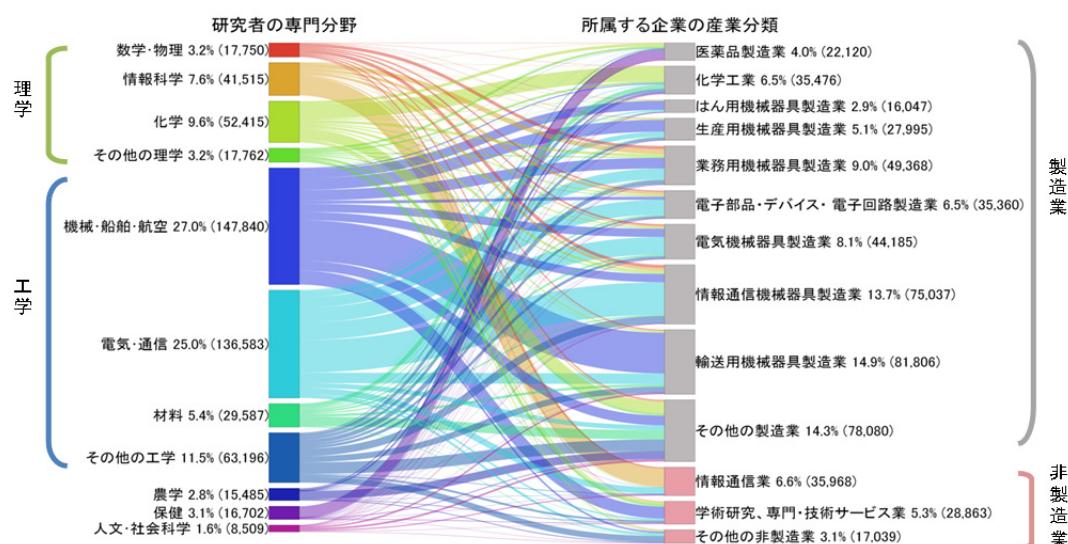 研究者の専門分野
所属する企業の産業分類
理学
数学・物理 3.2% (17,750)
情報科学 7.6% (41,515)
化学 9.6% (52,415)
その他の理学 3.2% (17,762)
工学
機械・船舶・航空 27.0% (147,840)
電気・通信 25.0% (136,583)
材料 5.4% (29,587)
その他の工学 11.5% (63,196)
農学 2.8% (15,485)
保健 3.1% (16,702)
人文・社会科学 1.6% (8,509)
医薬品製造業 4.0% (22,120)
化学工業 6.5% (35,476)
はん用機械器具製造業 2.9% (16,047)
生産用機械器具製造業 5.1% (27,995)
業務用機械器具製造業 9.0% (49,368)
電子部品・デバイス・ 電子回路製造業 6.5% (35,360)
電気機械器具製造業 8.1% (44,185)
情報通信機械器具製造業 13.7% (75,037)
輸送用機械器具製造業 14.9% (81,806)
その他の製造業 14.3% (78,080)
製造業
情報通信業 6.6% (35,968)
学術研究、専門・技術サービス業 5.3% (28,863)
その他の非製造業 3.1% (17,039)
非製造業